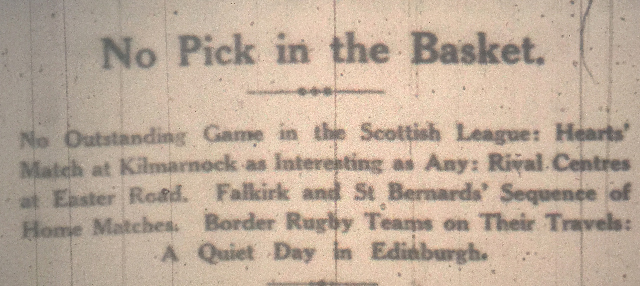 No Pick in the Basket.
No Outstanding Game in the Scottish League: Hearts'
Match at Kilmarnock as Interesting as Any: Rival Centres
at Easter Road. Falkirk and St Bernards' Sequence of
Home Matches. Border Rugby Teams on Their Travels:
A Quiet Day in Edinburgh.